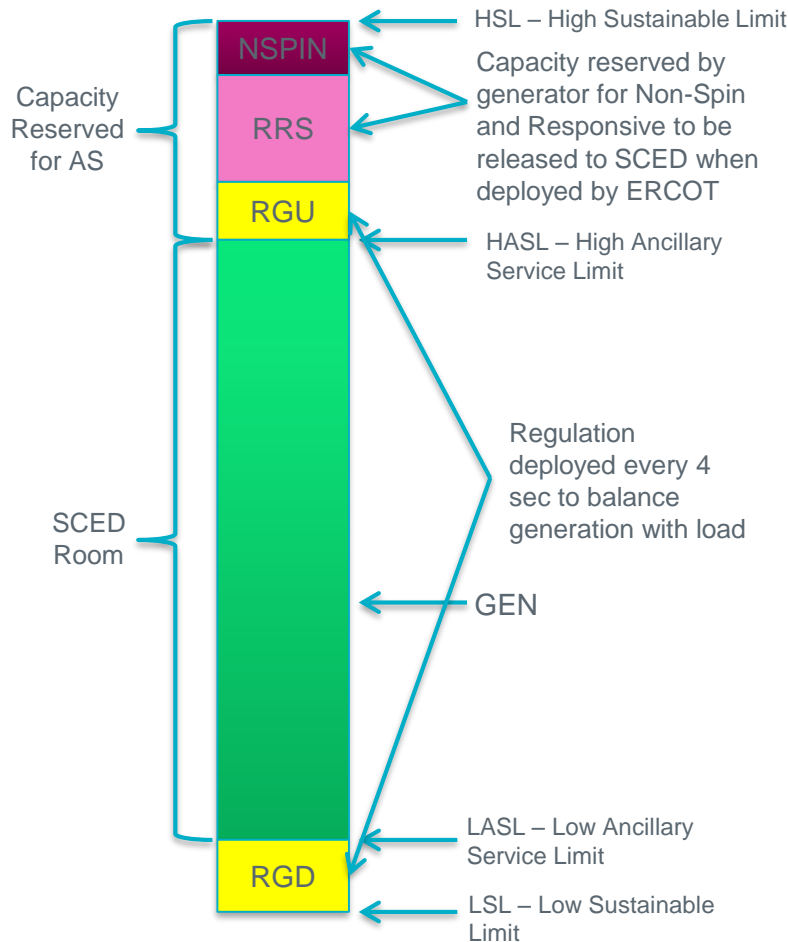 HSL – High Sustainable Limit
NSPIN
Capacity reserved by
generator for Non-Spin
and Responsive to be
released to SCED when
deployed by ERCOT
Capacity
Reserved
for AS
RRS
RGU
HASL – High Ancillary
Service Limit
Regulation
deployed every 4
sec to balance
generation with load
SCED
Room
GEN
LASL – Low Ancillary
Service Limit
RGD
LSL – Low Sustainable
Limit